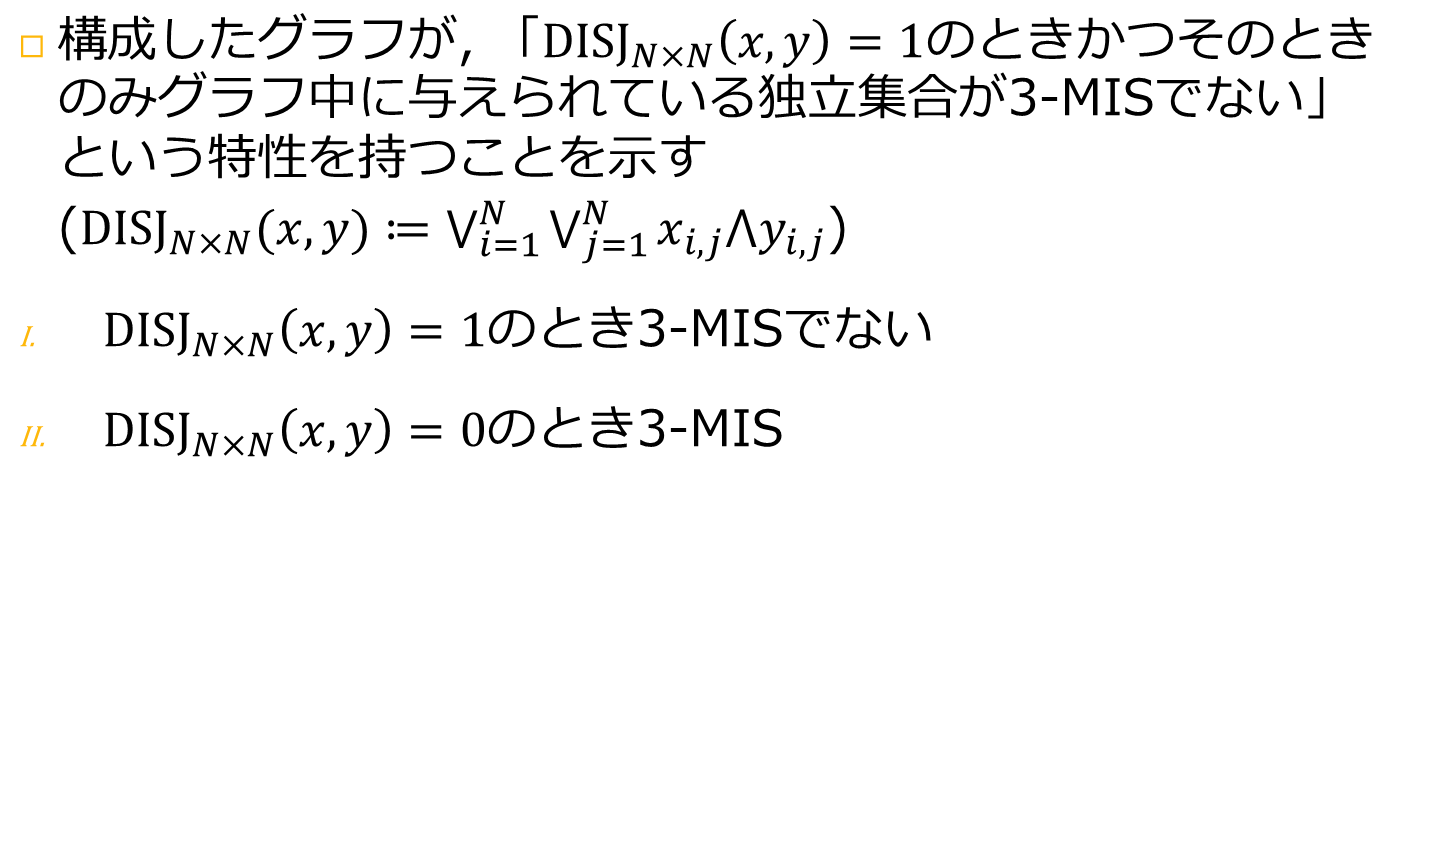 □ 構成したグラフが，「DISJ_{N×N}(x, y) = 1のときかつそのとき
のみグラフ中に与えられている独立集合が3-MISでない」
という特性を持つことを示す
（DISJ_{N×N}(x, y) ≔ ⋁_{i=1}^{N} ⋁_{j=1}^{N} x_{i,j}⋀y_{i,j}）
I. DISJ_{N×N}(x, y) = 1のとき3-MISでない
II. DISJ_{N×N}(x, y) = 0のとき3-MIS